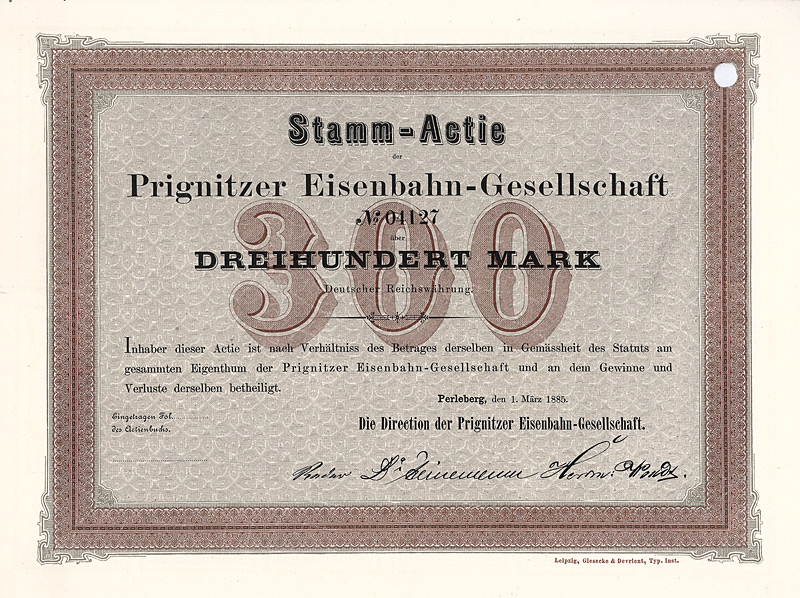 Stamm-Actie
der
Prignitzer Eisenbahn-Gesellschaft
№ 04127
über
300
DREIHUNDERT MARK
Deutscher Reichswährung.
Inhaber dieser Actie ist nach Verhältniss des Betrages derselben in Gemässheit des Statuts am
gesammten Eigenthum der Prignitzer Eisenbahn-Gesellschaft und an dem Gewinne und
Verluste derselben betheiligt.
Perleberg, den 1. März 1885.
Eingetragen Fol.
des Actienbuchs.
Die Direction der Prignitzer Eisenbahn-Gesellschaft.
Leipzig, Giesecke & Devrient, Typ. Inst.